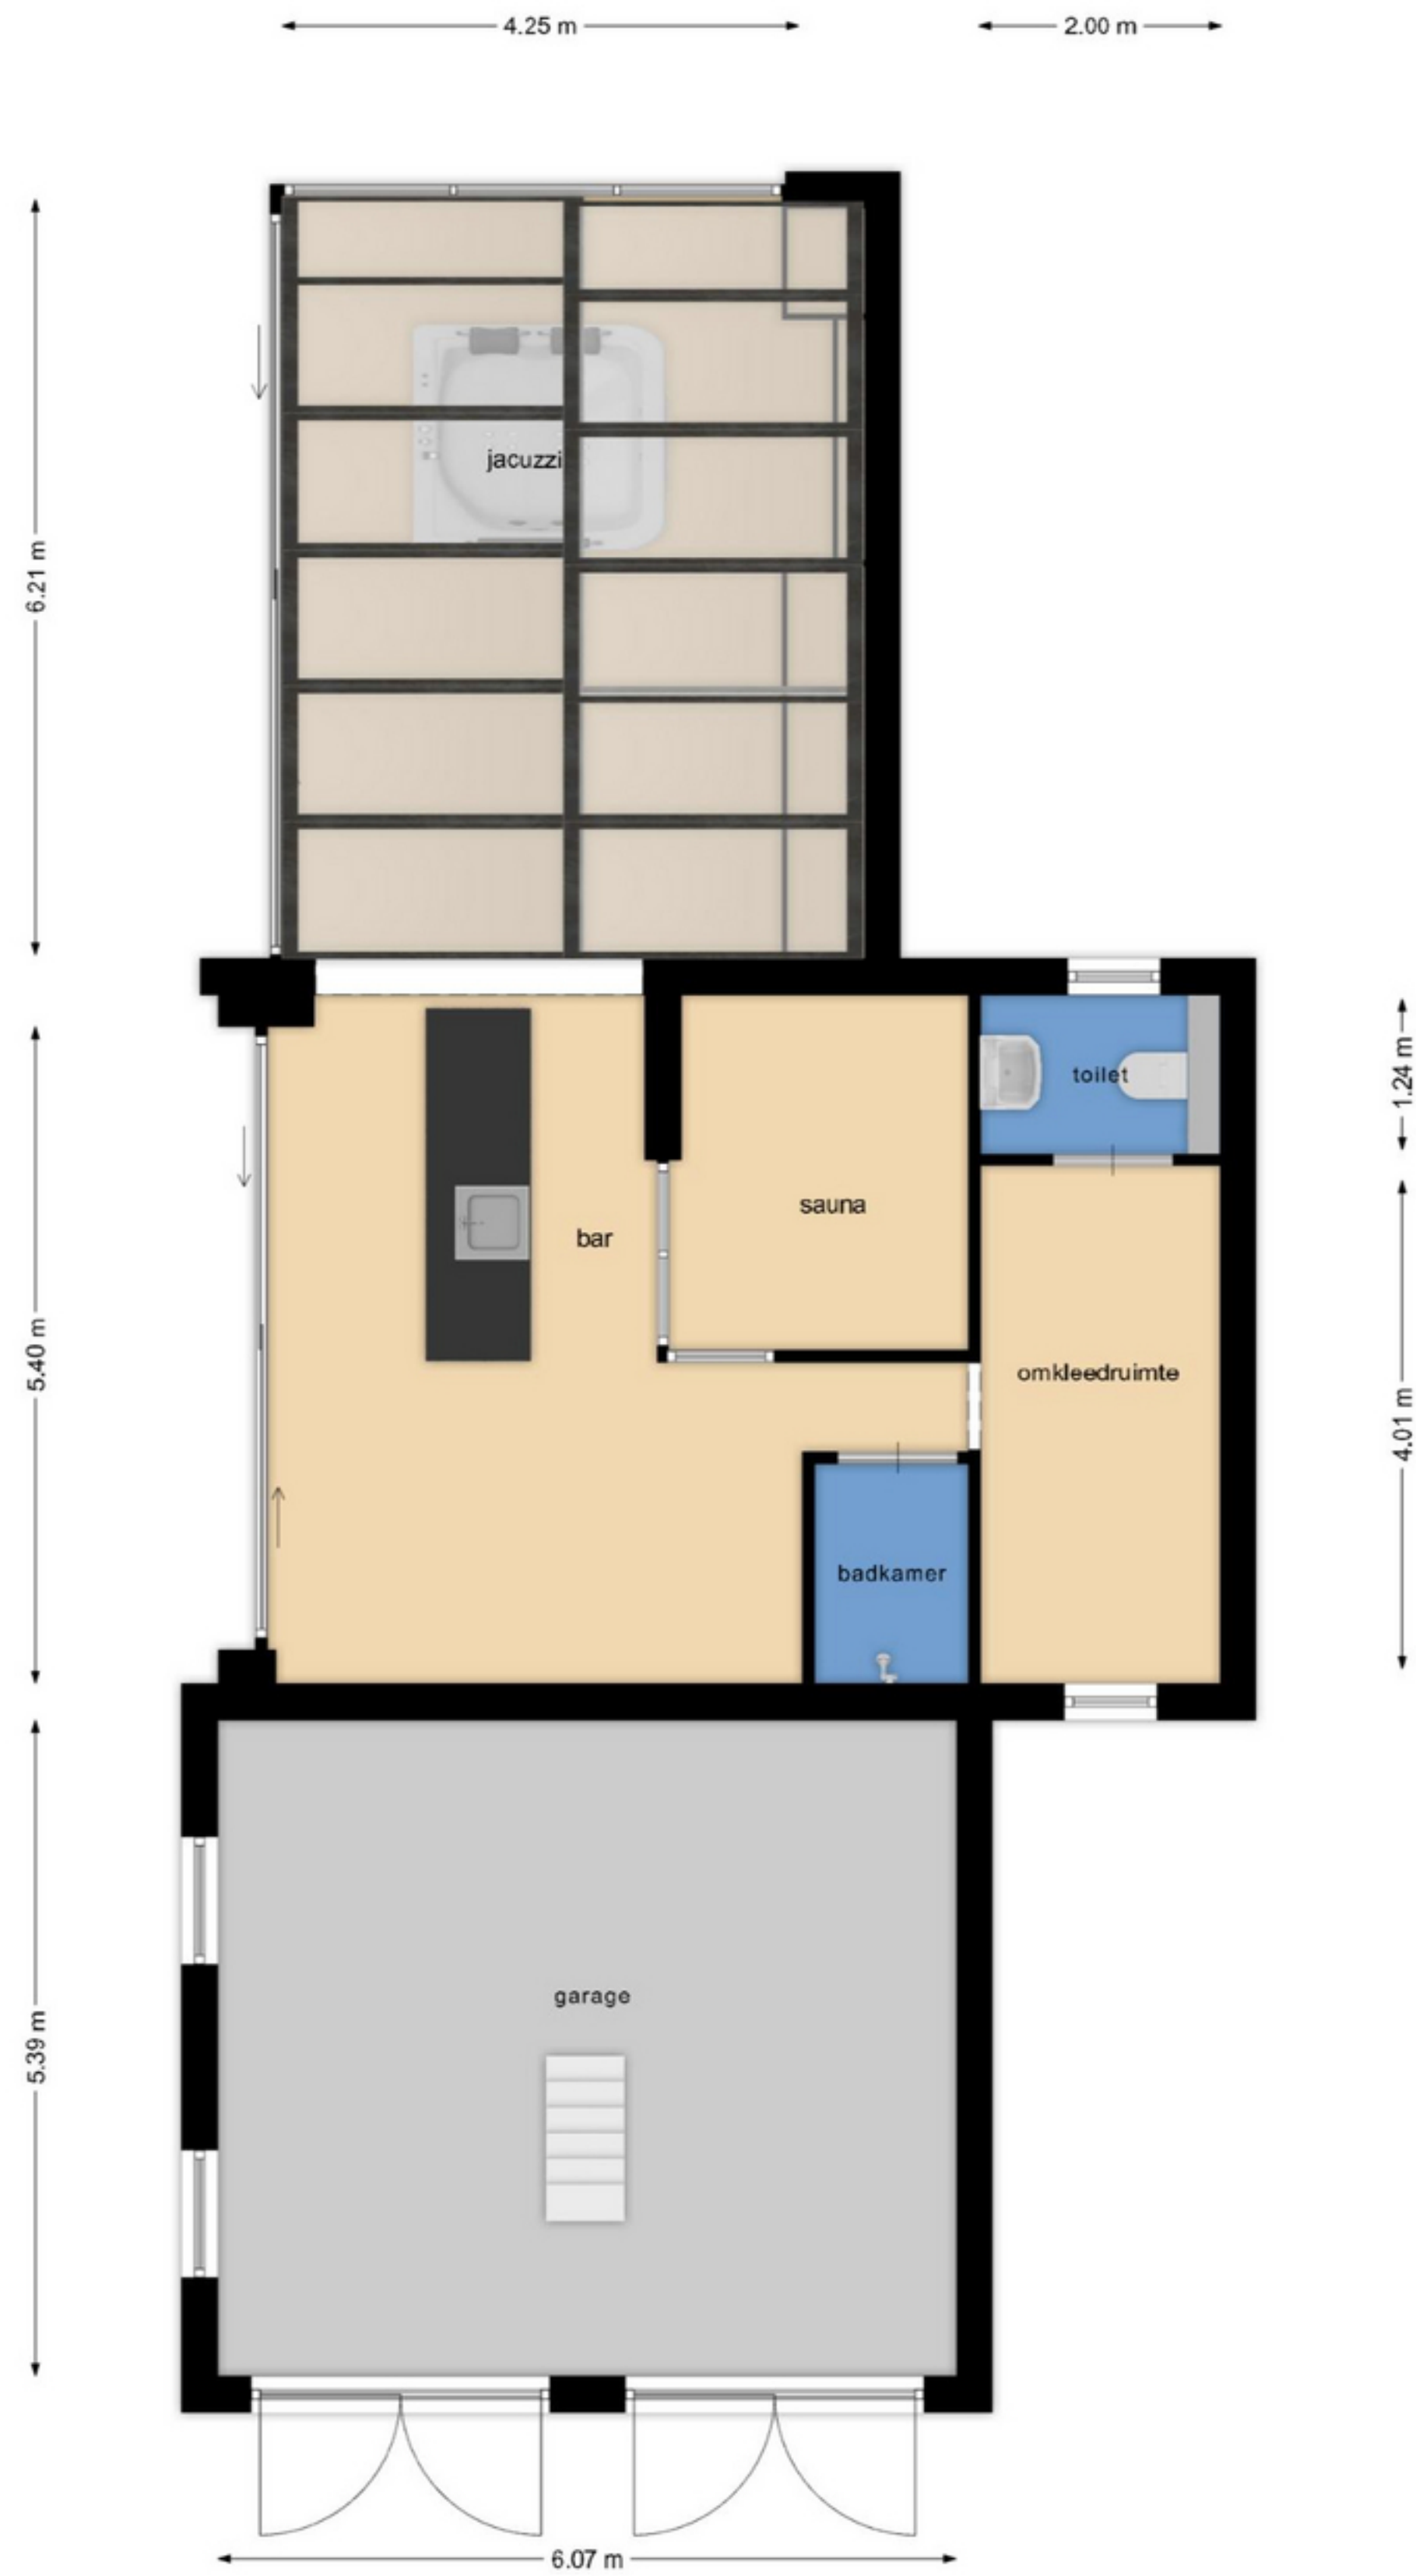 4.25 m
2.00 m
6.21 m
jacuzzi
1.24 m
toilet
sauna
bar
5.40 m
omkleedruimte
4.01 m
badkamer
garage
5.39 m
6.07 m